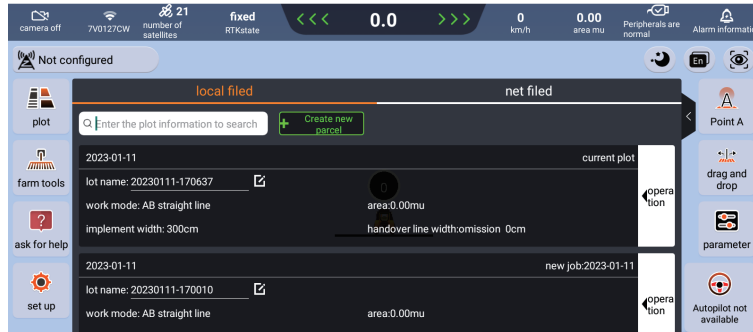 camera off
7V0127CW
21
number of
satellites
fixed
RTKstate
<<<
0.0
>>>
0
km/h
0.00
area mu
Peripherals are
normal
Alarm informatio
Not configured
En
plot
farm tools
ask for help
set up
local filed
net filed
Enter the plot information to search
+ Create new
parcel
2023-01-11
current plot
lot name: 20230111-170637
work mode: AB straight line
area:0.00mu
implement width: 300cm
handover line width:omission 0cm
opera
tion
2023-01-11
new job:2023-01-11
lot name: 20230111-170010
work mode: AB straight line
area:0.00mu
opera
tion
A
Point A
drag and
drop
parameter
Autopilot not
available